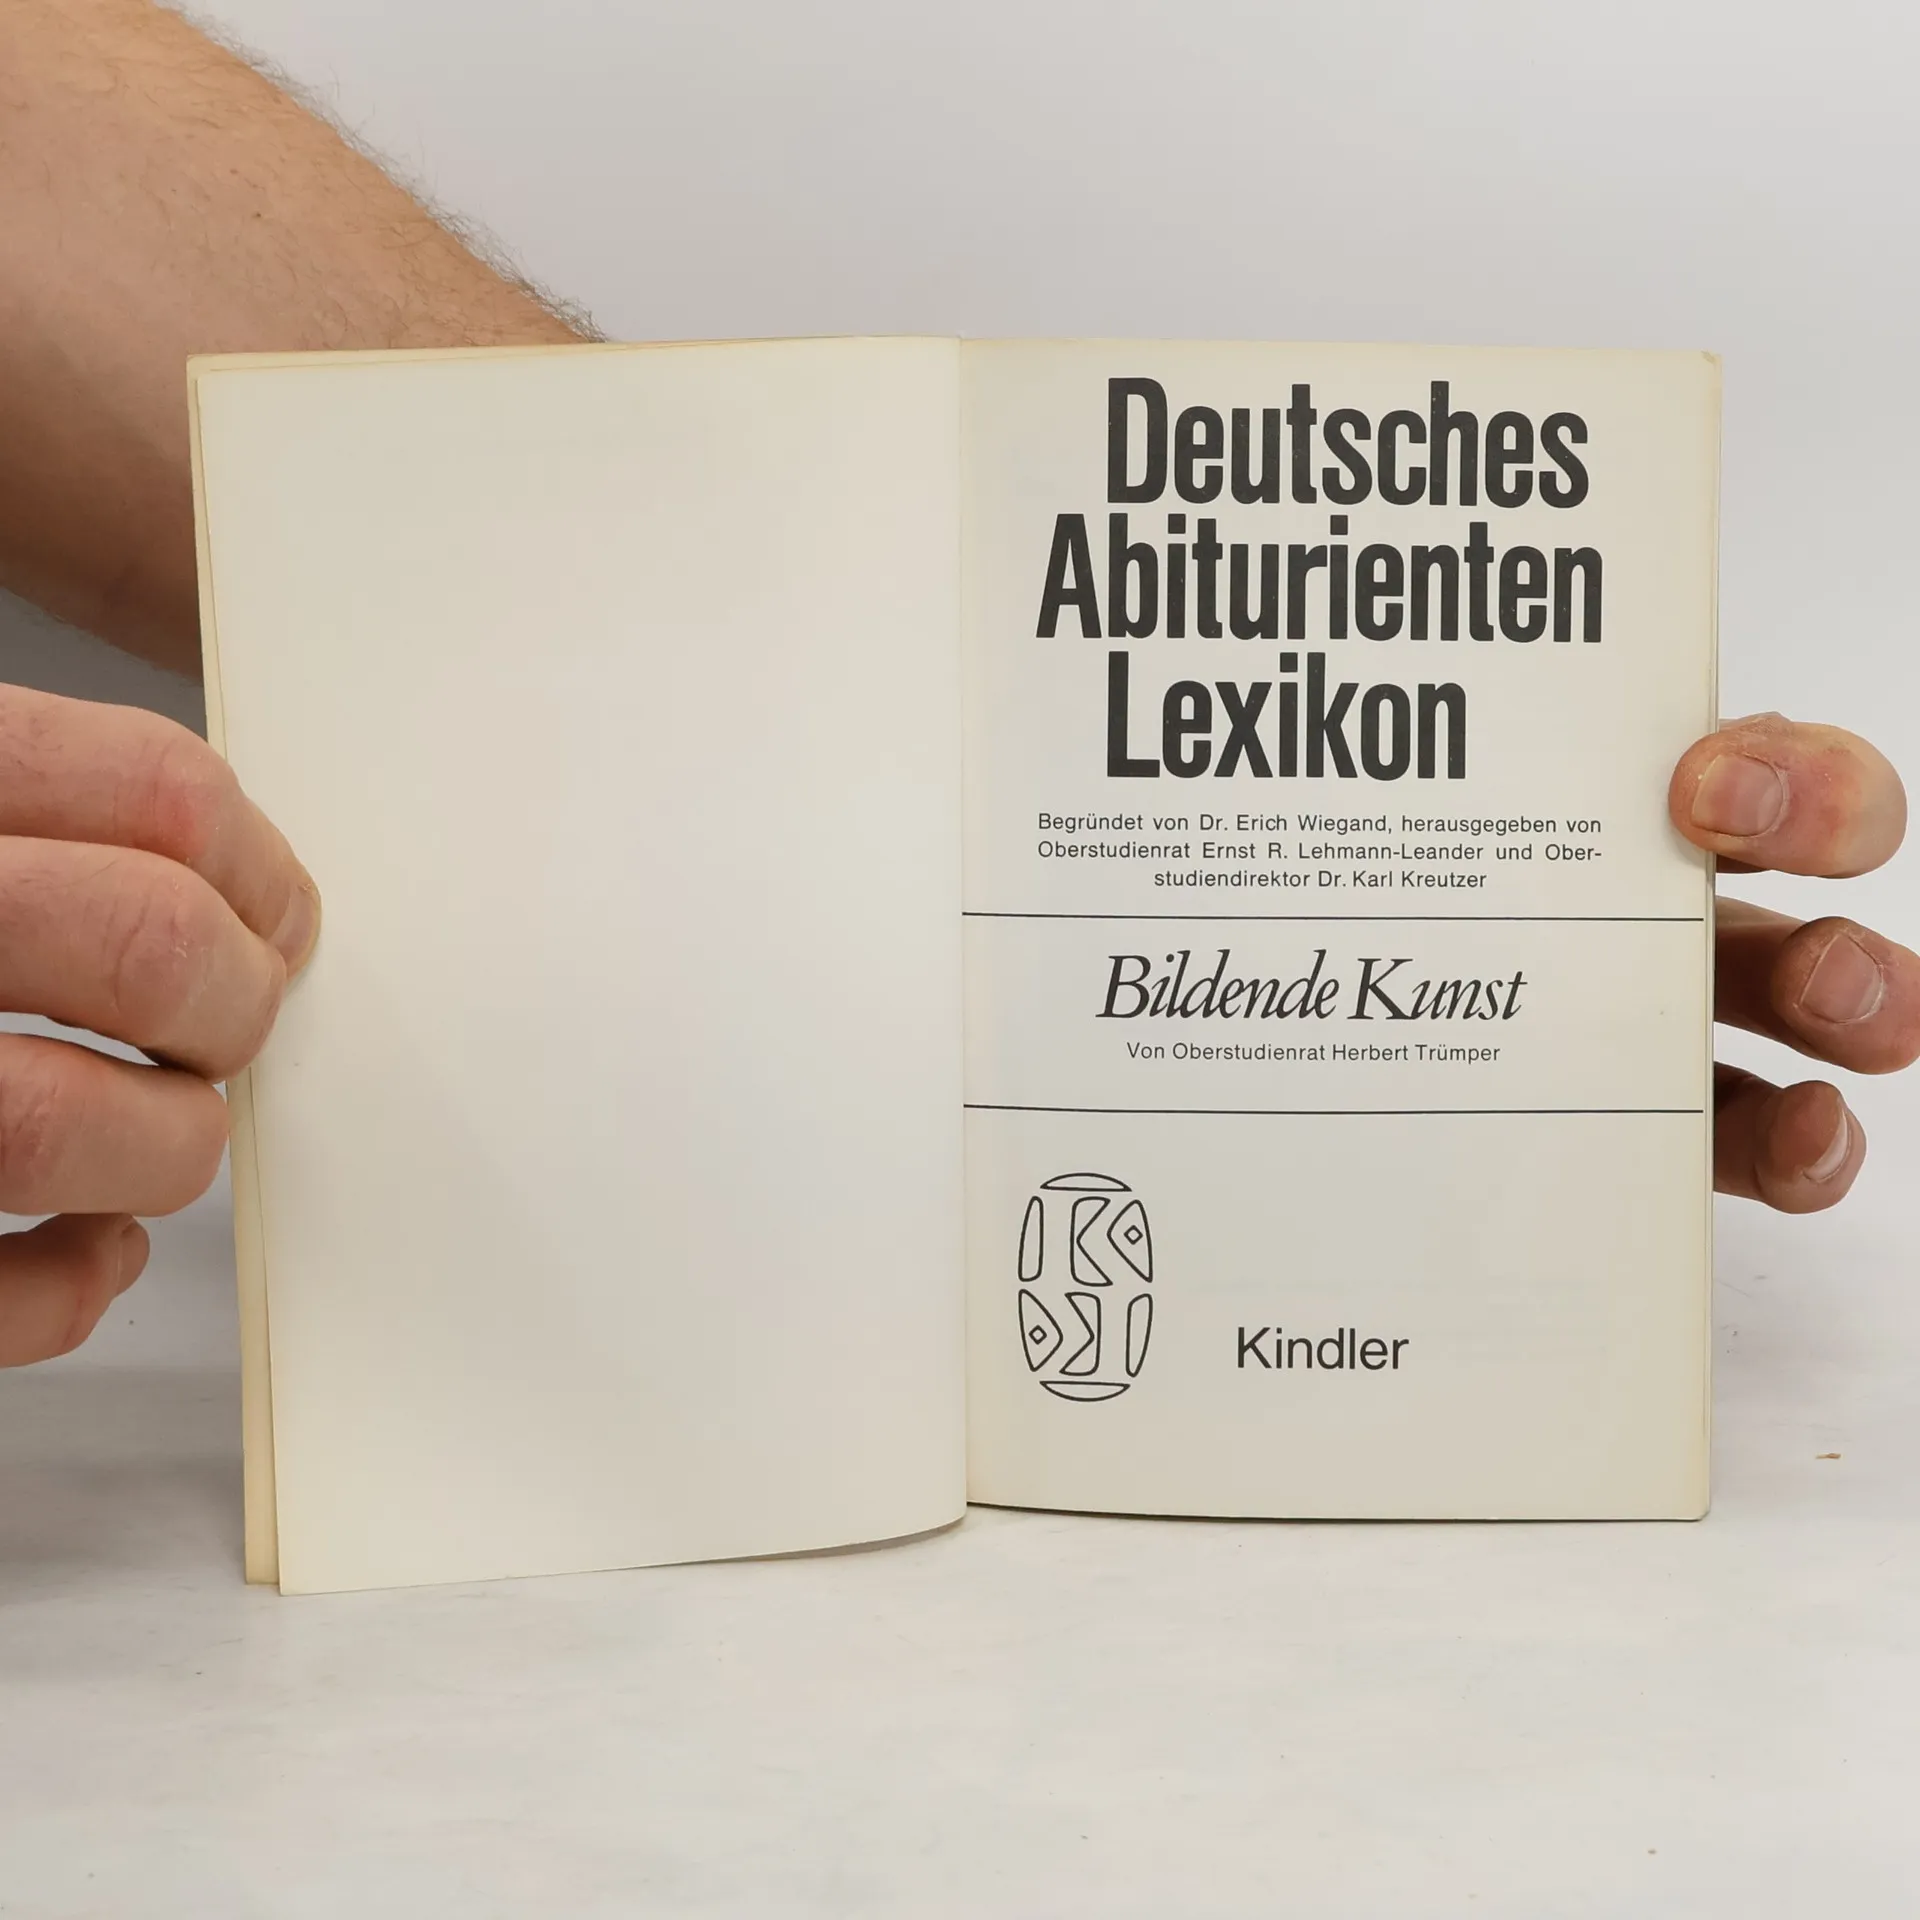 Deutsches
Abiturienten
Lexikon
Begründet von Dr. Erich Wiegand, herausgegeben von
Oberstudienrat Ernst R. Lehmann-Leander und Ober-
studiendirektor Dr. Karl Kreutzer
Bildende Kunst
Von Oberstudienrat Herbert Trümper
Kindler